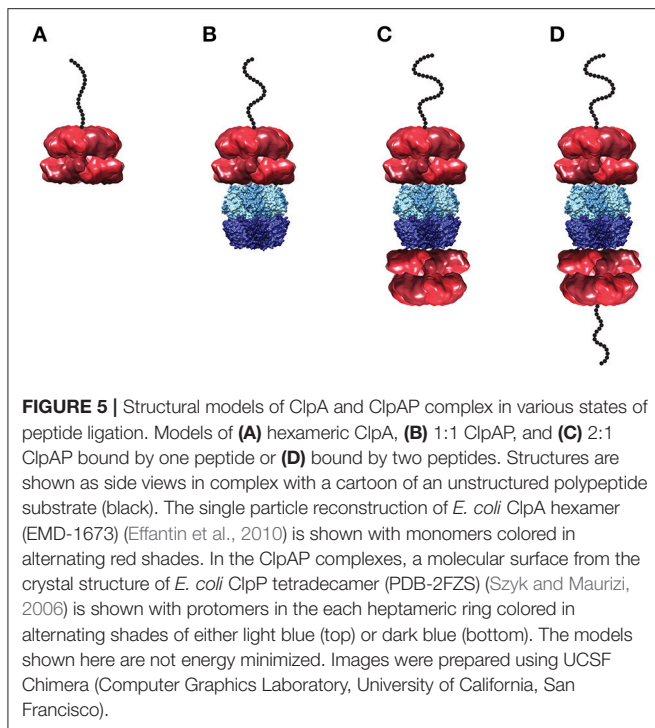 A B C D
FIGURE 5 | Structural models of ClpA and ClpAP complex in various states of
peptide ligation. Models of (A) hexameric ClpA, (B) 1:1 ClpAP, and (C) 2:1
ClpAP bound by one peptide or (D) bound by two peptides. Structures are
shown as side views in complex with a cartoon of an unstructured polypeptide
substrate (black). The single particle reconstruction of E. coli ClpA hexamer
(EMD-1673) (Effantin et al., 2010) is shown with monomers colored in
alternating red shades. In the ClpAP complexes, a molecular surface from the
crystal structure of E. coli ClpP tetradecamer (PDB-2FZS) (Szyk and Maurizi,
2006) is shown with protomers in the each heptameric ring colored in
alternating shades of either light blue (top) or dark blue (bottom). The models
shown here are not energy minimized. Images were prepared using UCSF
Chimera (Computer Graphics Laboratory, University of California, San
Francisco).